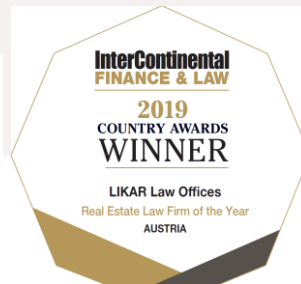 InterContinental
FINANCE & LAW
2019
COUNTRY AWARDS
WINNER
LIKAR Law Offices
Real Estate Law Firm of the Year
AUSTRIA